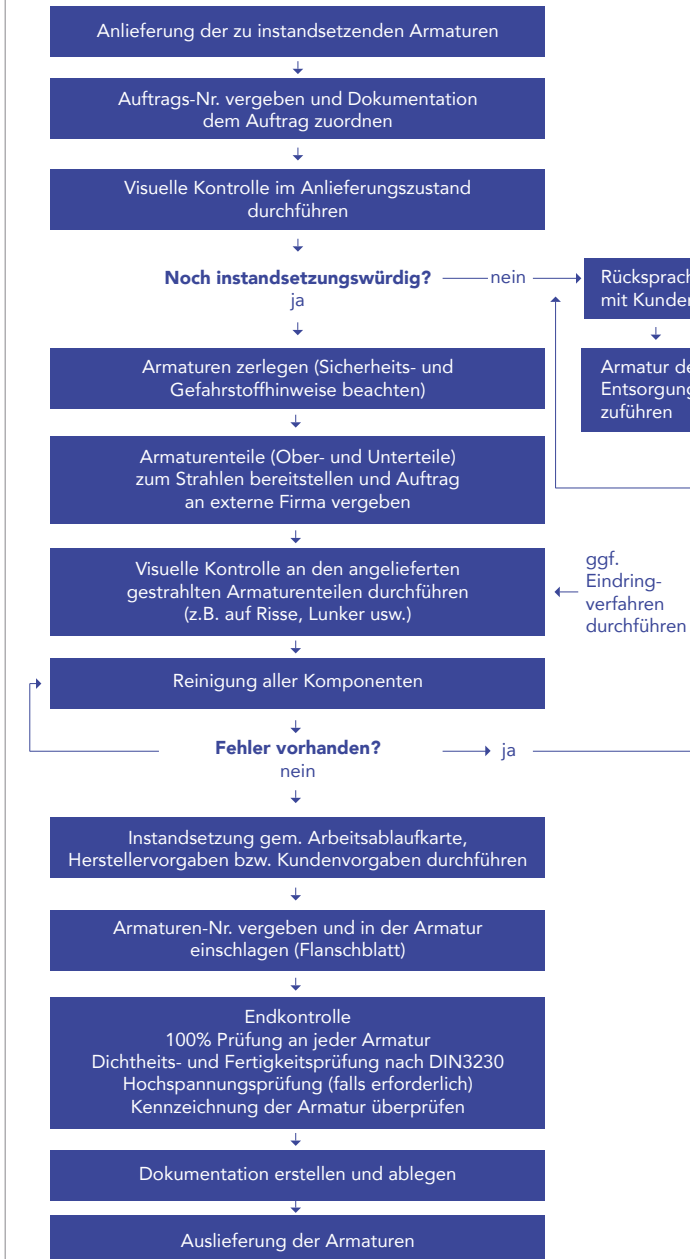 Anlieferung der zu instandsetzenden Armaturen
Auftrags-Nr. vergeben und Dokumentation
dem Auftrag zuordnen
Visuelle Kontrolle im Anlieferungszustand
durchführen
Noch instandsetzungswürdig?
nein
ja
mit
Armaturen zerlegen (Sicherheits- und
Gefahrstoffhinweise beachten)
Armatur
zuführen
Armaturenteile (Ober- und Unterteile)
zum Strahlen bereitstellen und Auftrag
an externe Firma vergeben
Visuelle Kontrolle an den angelieferten
gestrahlten Armaturenteilen durchführen
(z.B. auf Risse, Lunker usw.)
ggf.
Eindring-
verfahren
durchführen
Reinigung aller Komponenten
Fehler vorhanden?
ja
nein
Instandsetzung gem. Arbeitsablaufkarte,
Herstellervorgaben bzw. Kundenvorgaben durchführen
Armaturen-Nr. vergeben und in der Armatur
einschlagen (Flanschblatt)
Endkontrolle
100% Prüfung an jeder Armatur
Dichtheits- und Fertigkeitsprüfung nach DIN3230
Hochspannungsprüfung (falls erforderlich)
Kennzeichnung der Armatur überprüfen
Dokumentation erstellen und ablegen
Auslieferung der Armaturen